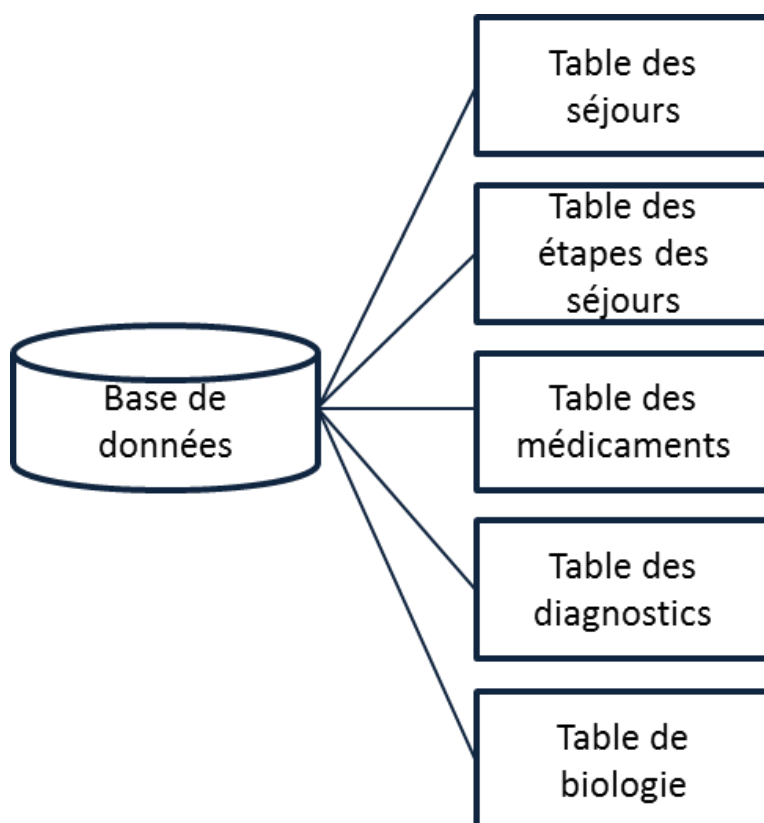 Table des
séjours
Table des
étapes des
séjours
Base de
données
Table des
médicaments
Table des
diagnostics
Table de
biologie